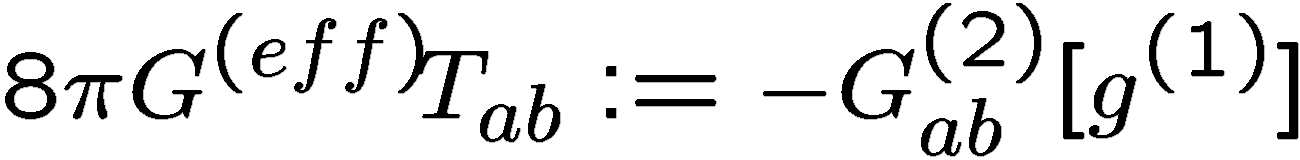 8πG^{(eff)}T_{ab} := −G^{(2)}_{ab}[g^{(1)}]